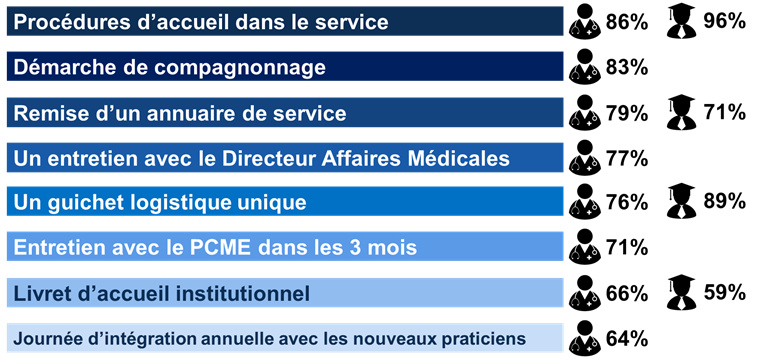 Procédures d’accueil dans le service 86% 96%
Démarche de compagnonnage 83%
Remise d’un annuaire de service 79% 71%
Un entretien avec le Directeur Affaires Médicales 77%
Un guichet logistique unique 76% 89%
Entretien avec le PCME dans les 3 mois 71%
Livret d’accueil institutionnel 66% 59%
Journée d’intégration annuelle avec les nouveaux praticiens 64%